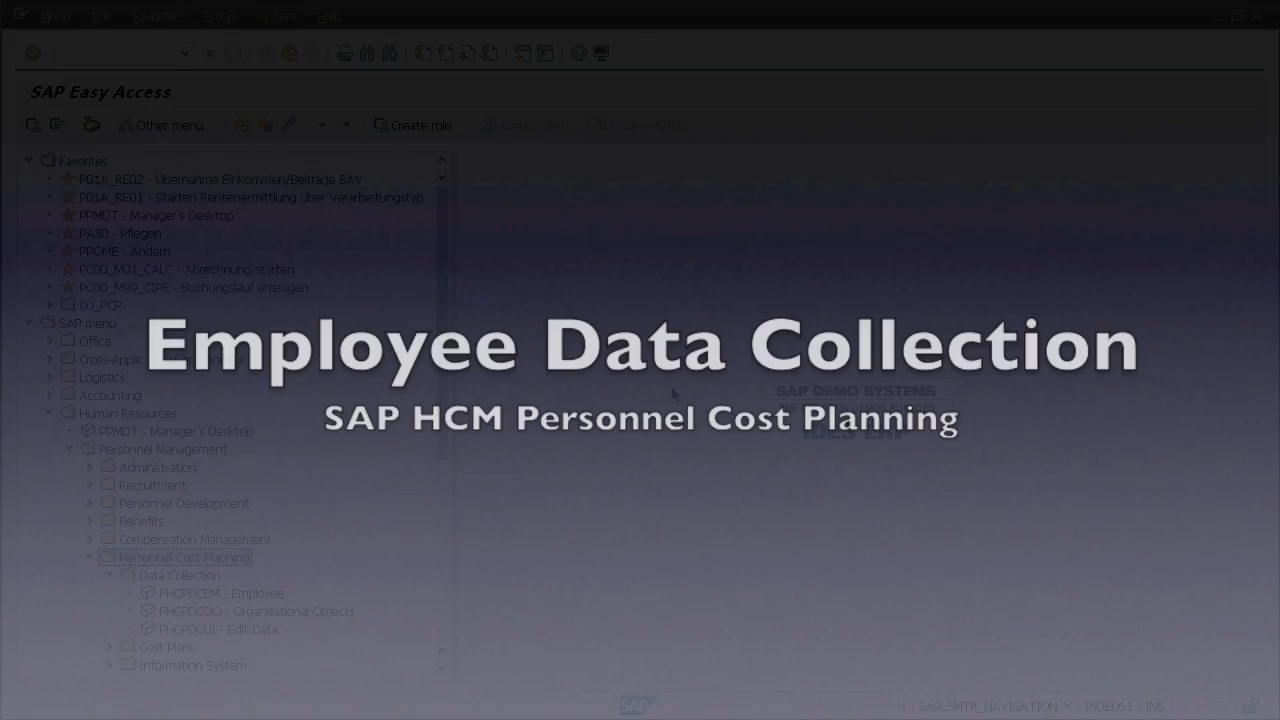 Menu Edit Favorites Extras System Help
SAP Easy Access
Other menu Create role
Favorites
P01A_RE02 - Übernahme Einkommen/Beiträge BAV
P01A_RE01 - Starten Rentenermittlung über Verarbeitungstyp
PPMDT - Manager's Desktop
PA30 - Pflegen
PPOME - Ändern
PC00_M01_CALC - Abrechnung starten
PC00_M99_CIPE - Buchungslauf erzeugen
00_PCP
SAP menu
Office
Employee Data Collection
Logistics
SAP DEMO SYSTEMS
Accounting
SAP HCM Personnel Cost Planning
Human Resources
PPMDT - Manager's Desktop
Personnel Management
Administration
Recruitment
Personnel Development
Benefits
Compensation Management
Personnel Cost Planning
Data Collection
PHCPDCEM - Employee
PHCPDCOO - Organizational Objects
PHCPDCUI - Edit Data
Cost Plans
Information System
SAP SAPLSMTR_NAVIGATION PIDE061 INS